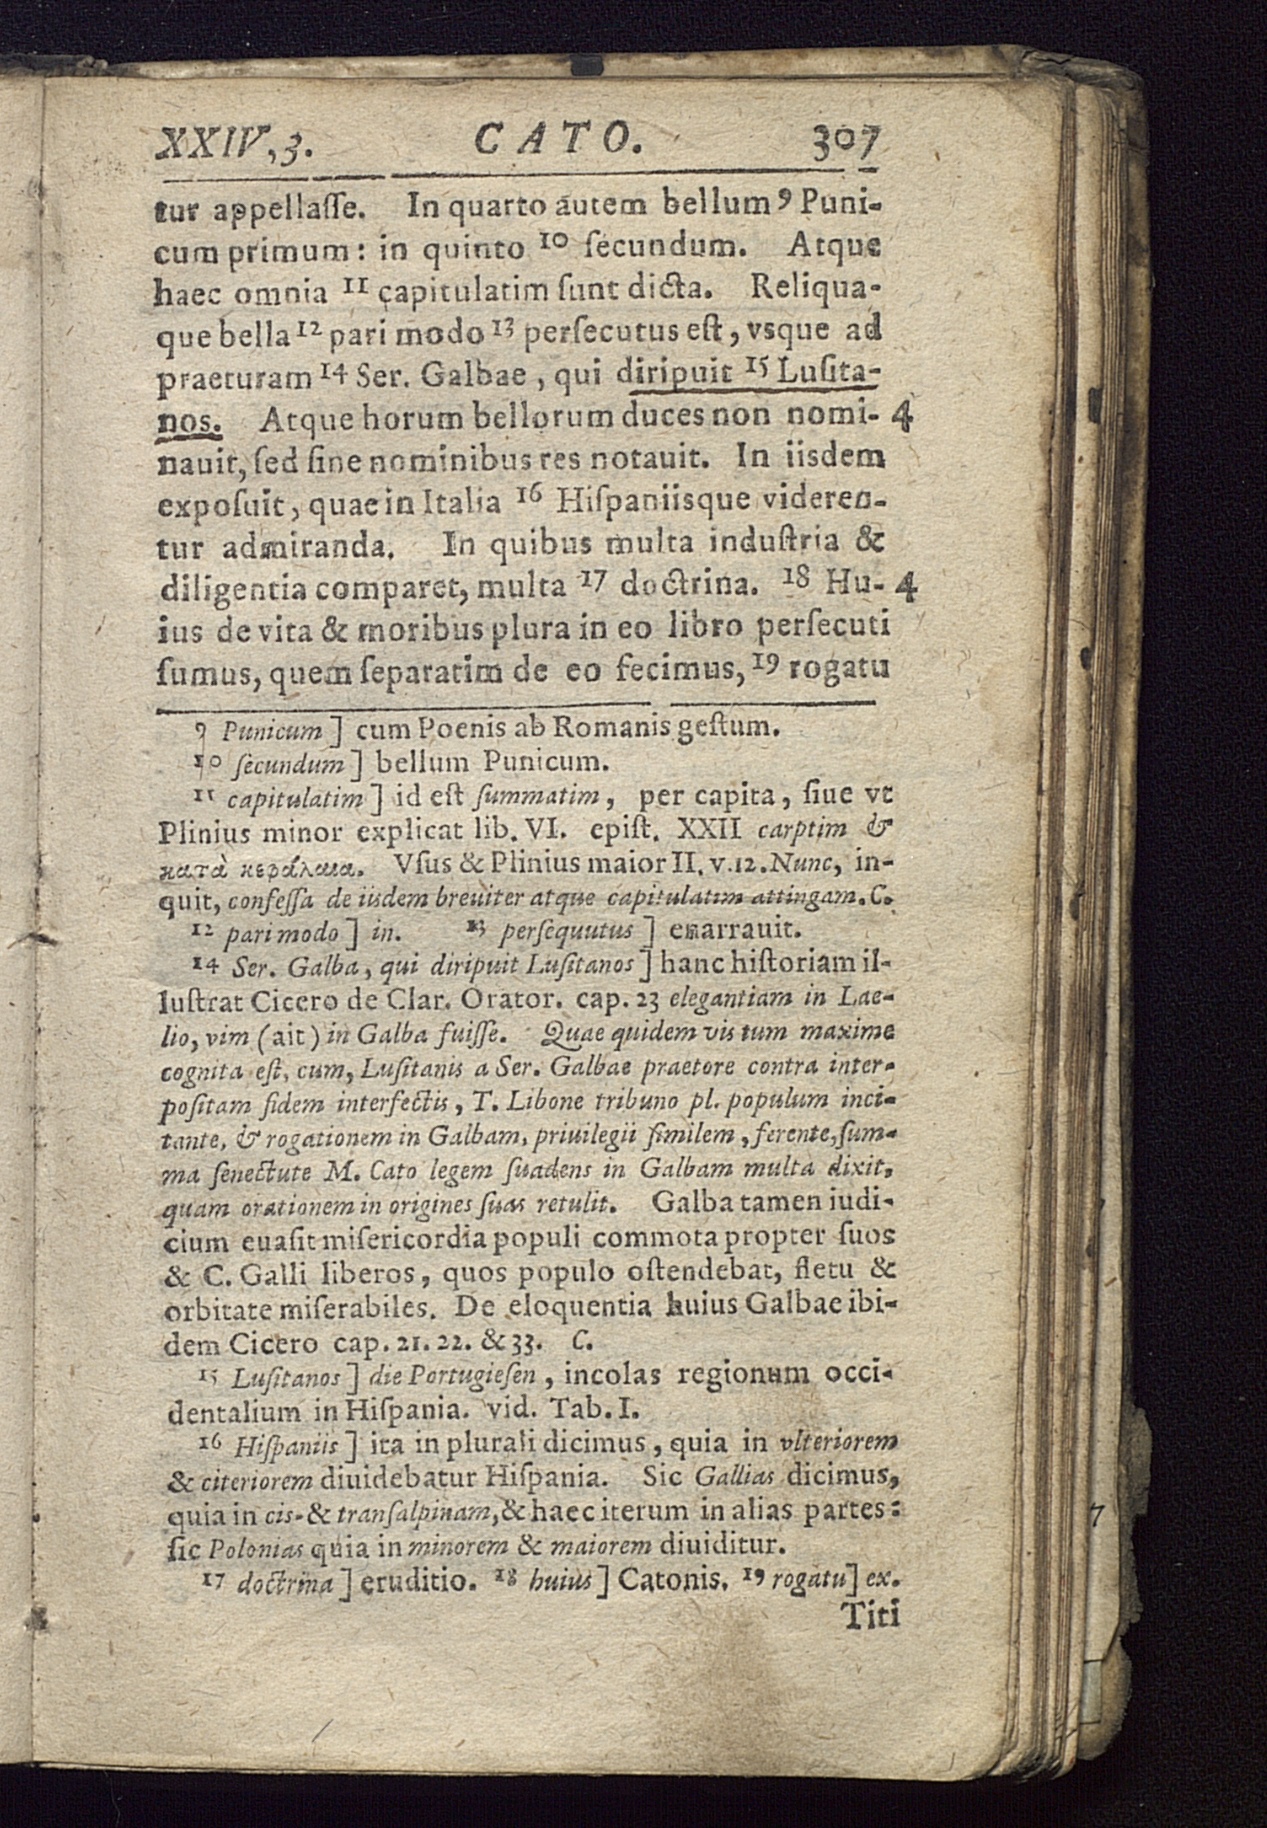 XXIV,3. CATO. 307
tur appellaſſe. In quarto autem bellum 9 Puni-
cum primum: in quinto 10 ſecundum. Atque
haec omnia 11 capitulatim ſunt dicta. Reliqua-
que bella 12 pari modo 13 perſecutus eſt, vsque ad
praeturam 14 Ser. Galbae, qui diripuit 15 Luſita-
nos. Atque horum bellorum duces non nomi- 4
nauit, ſed ſine nominibus res notauit. In iisdem
expoſuit, quae in Italia 16 Hiſpaniisque videren-
tur admiranda. In quibus multa induſtria &
diligentia comparet, multa 17 doctrina. 18 Hu- 4
ius de vita & moribus plura in eo libro perſecuti
ſumus, quem ſeparatim de eo fecimus, 19 rogatu
9 Punicum] cum Poenis ab Romanis geſtum.
10 ſecundum] bellum Punicum.
11 capitulatim] id eſt ſummatim, per capita, ſiue vt
Plinius minor explicat lib. VI. epiſt. XXII carptim &
κατὰ κεφάλαια. Vſus & Plinius maior II. v. 12. Nunc, in-
quit, confeſſa de iisdem breuiter atque capitulatim attingam. C.
12 pari modo] in. 13 perſequutus] enarrauit.
14 Ser. Galba, qui diripuit Luſitanos] hanc hiſtoriam il-
luſtrat Cicero de Clar. Orator. cap. 23 elegantiam in Lae-
lio, vim (ait) in Galba fuiſſe. Quae quidem vis tum maxime
cognita eſt, cum, Luſitanis a Ser. Galbae praetore contra inter-
poſitam fidem interfectis, T. Libone tribuno pl. populum inci-
tante, & rogationem in Galbam, priuilegii ſimilem, ferente, ſum-
ma ſenectute M. Cato legem ſuadens in Galbam multa dixit,
quam orationem in origines ſuas retulit. Galba tamen iudi-
cium euaſit miſericordia populi commota propter ſuos
& C. Galli liberos, quos populo oſtendebat, fletu &
orbitate miſerabiles. De eloquentia huius Galbae ibi-
dem Cicero cap. 21. 22. & 33. C.
15 Luſitanos] die Portugieſen, incolas regionum occi-
dentalium in Hiſpania. vid. Tab. I.
16 Hiſpaniis] ita in plurali dicimus, quia in vlteriorem
& citeriorem diuidebatur Hiſpania. Sic Gallias dicimus,
quia in cis- & tranſalpinam, & haec iterum in alias partes:
ſic Polonias quia in minorem & maiorem diuiditur.
17 doctrina] eruditio. 18 huius] Catonis. 19 rogatu] ex.
Titi